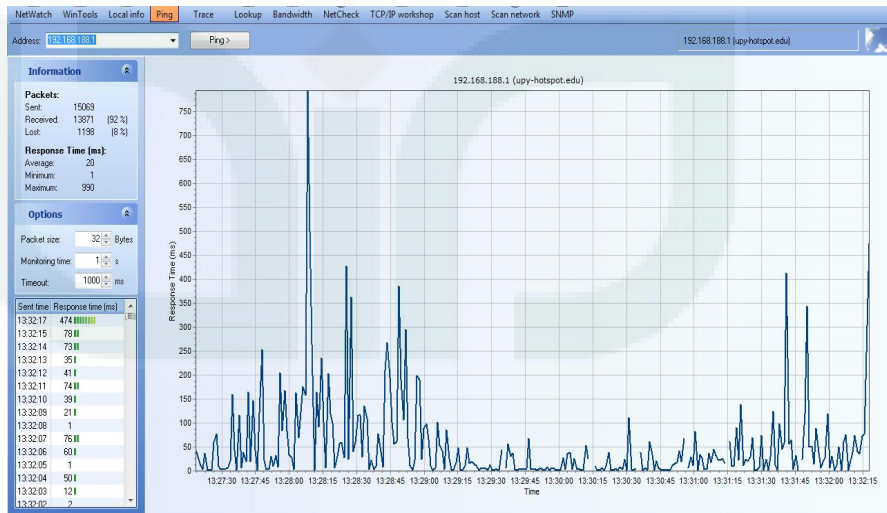 NetWatch WinTools Local info Ping Trace Lookup Bandwidth NetCheck TCP/IP workshop Scan host Scan network SNMP
Address: 192.168.188.1 Ping > 192.168.188.1 (upy-hotspot.edu)
Information
Packets:
Sent: 15069
Received: 13871 (92 %)
Lost: 1198 (8 %)
Response Time (ms):
Average: 20
Minimum: 1
Maximum: 990
Options
Packet size: 32 Bytes
Monitoring time: 1 s
Timeout: 1000 ms
Sent time Response time (ms)
13:32:17 474
13:32:15 78
13:32:14 73
13:32:13 35
13:32:12 41
13:32:11 74
13:32:10 39
13:32:09 21
13:32:08 1
13:32:07 76
13:32:06 60
13:32:05 1
13:32:04 50
13:32:03 12
13:32:02 2
192.168.188.1 (upy-hotspot.edu)
Response Time (ms)
750
700
650
600
550
500
450
400
350
300
250
200
150
100
50
0
13:27:30 13:27:45 13:28:00 13:28:15 13:28:30 13:28:45 13:29:00 13:29:15 13:29:30 13:29:45 13:30:00 13:30:15 13:30:30 13:30:45 13:31:00 13:31:15 13:31:30 13:31:45 13:32:00 13:32:15
Time